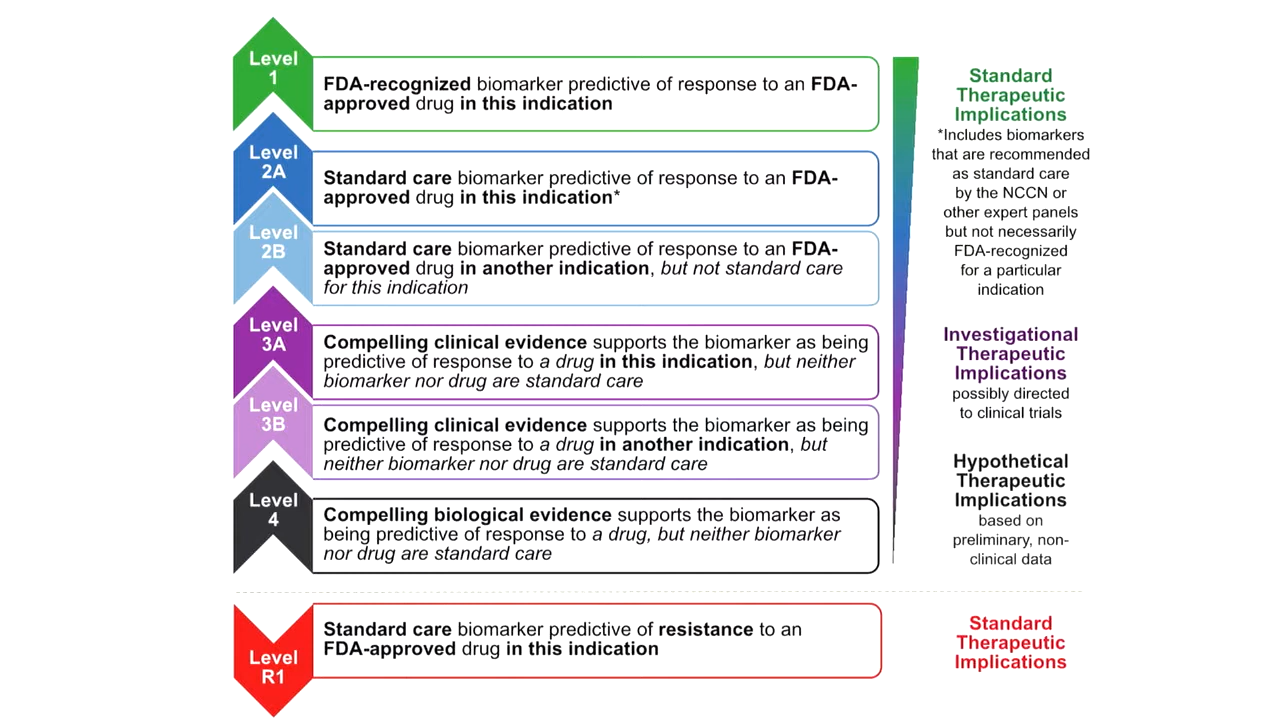 Level
1
FDA-recognized biomarker predictive of response to an FDA-
approved drug in this indication
Level
2A
Standard care biomarker predictive of response to an FDA-
approved drug in this indication*
Level
2B
Standard care biomarker predictive of response to an FDA-
approved drug in another indication, but not standard care
for this indication
Level
3A
Compelling clinical evidence supports the biomarker as being
predictive of response to a drug in this indication, but neither
biomarker nor drug are standard care
Level
3B
Compelling clinical evidence supports the biomarker as being
predictive of response to a drug in another indication, but
neither biomarker nor drug are standard care
Level
4
Compelling biological evidence supports the biomarker as
being predictive of response to a drug, but neither biomarker
nor drug are standard care
Level
R1
Standard care biomarker predictive of resistance to an
FDA-approved drug in this indication
Standard
Therapeutic
Implications
*Includes biomarkers
that are recommended
as standard care
by the NCCN or
other expert panels
but not necessarily
FDA-recognized
for a particular
indication
Investigational
Therapeutic
Implications
possibly directed
to clinical trials
Hypothetical
Therapeutic
Implications
based on
preliminary, non-
clinical data
Standard
Therapeutic
Implications